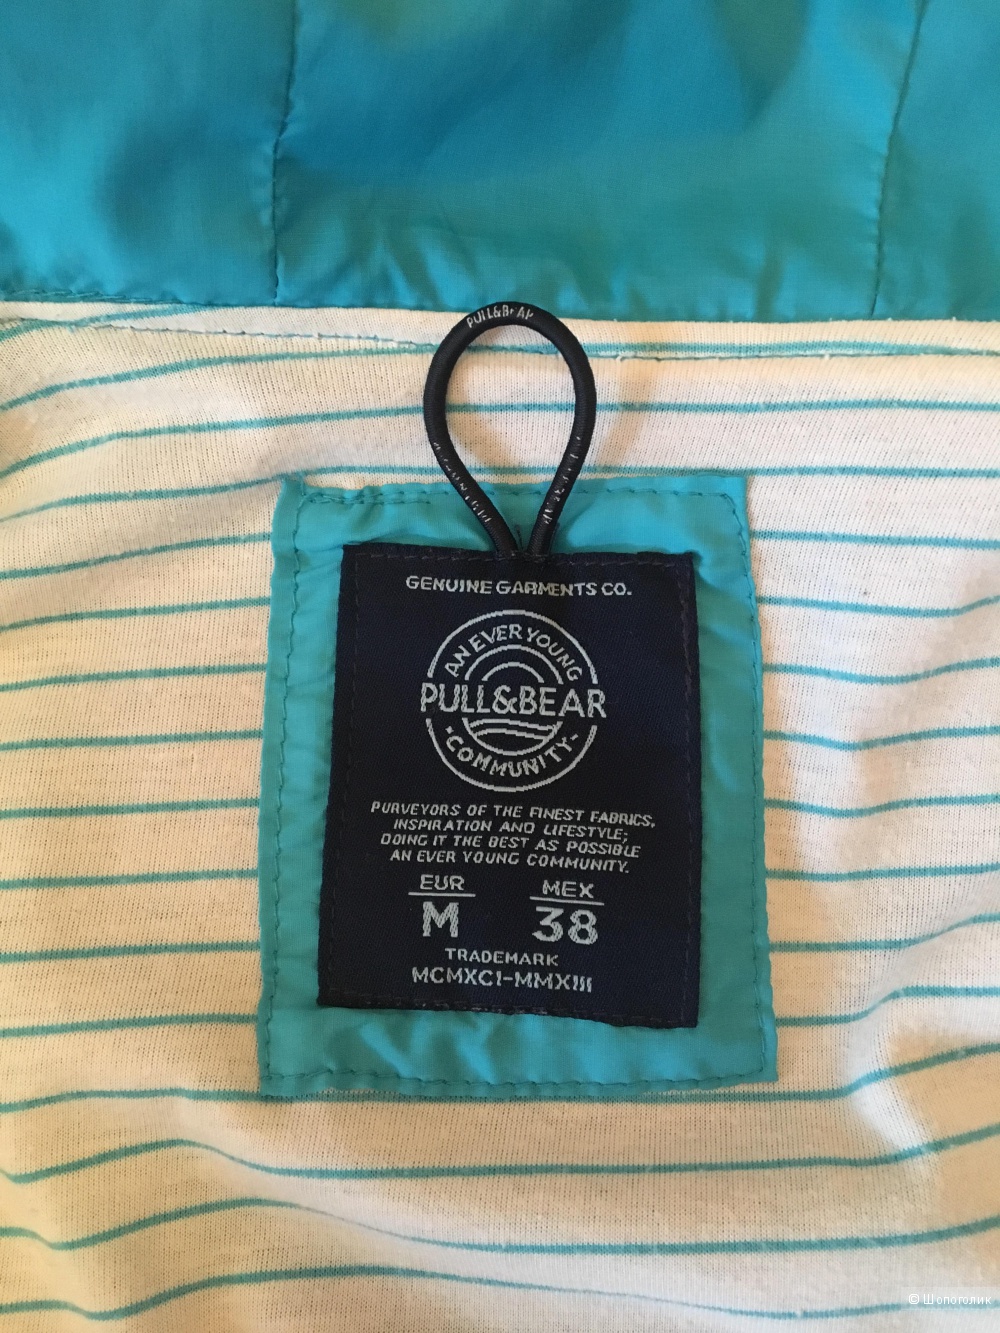 PULL&BEAR
GENUINE GARMENTS CO.
AN EVER YOUNG
PULL&BEAR
COMMUNITY
PURVEYORS OF THE FINEST FABRICS,
INSPIRATION AND LIFESTYLE;
DOING IT THE BEST AS POSSIBLE
AN EVER YOUNG COMMUNITY.
EUR MEX
M 38
TRADEMARK
MCMXCI-MMXIII
© Шопоголик